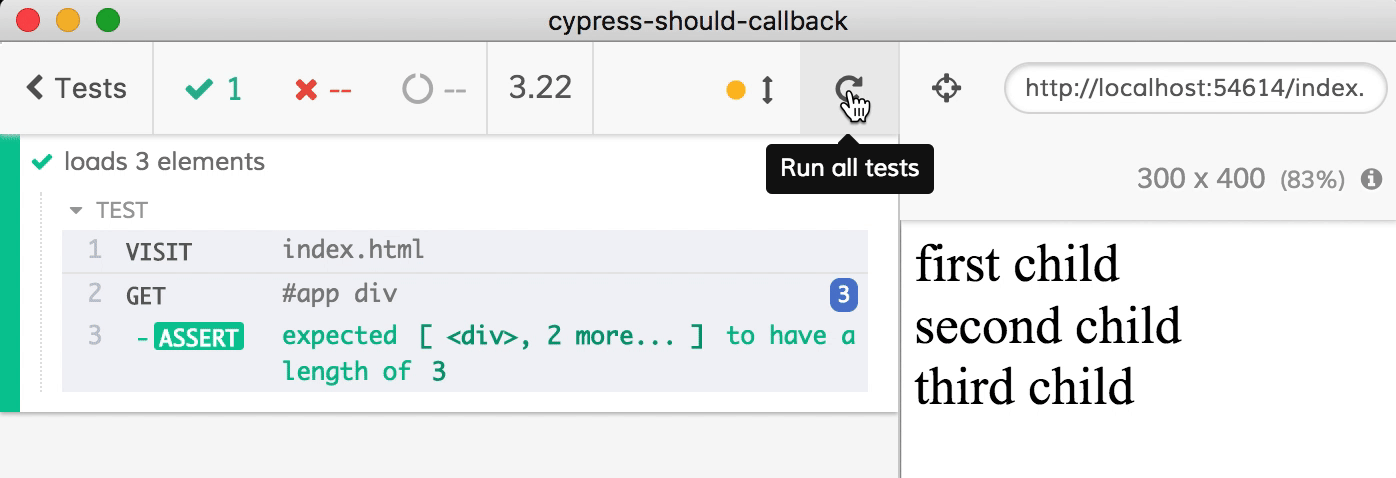 cypress-should-callback
Tests 1 -- -- 3.22 http://localhost:54614/index.
Run all tests
loads 3 elements
300 x 400 (83%)
TEST
1 VISIT index.html
2 GET #app div 3
3 -ASSERT expected [ <div>, 2 more... ] to have a
length of 3
first child
second child
third child